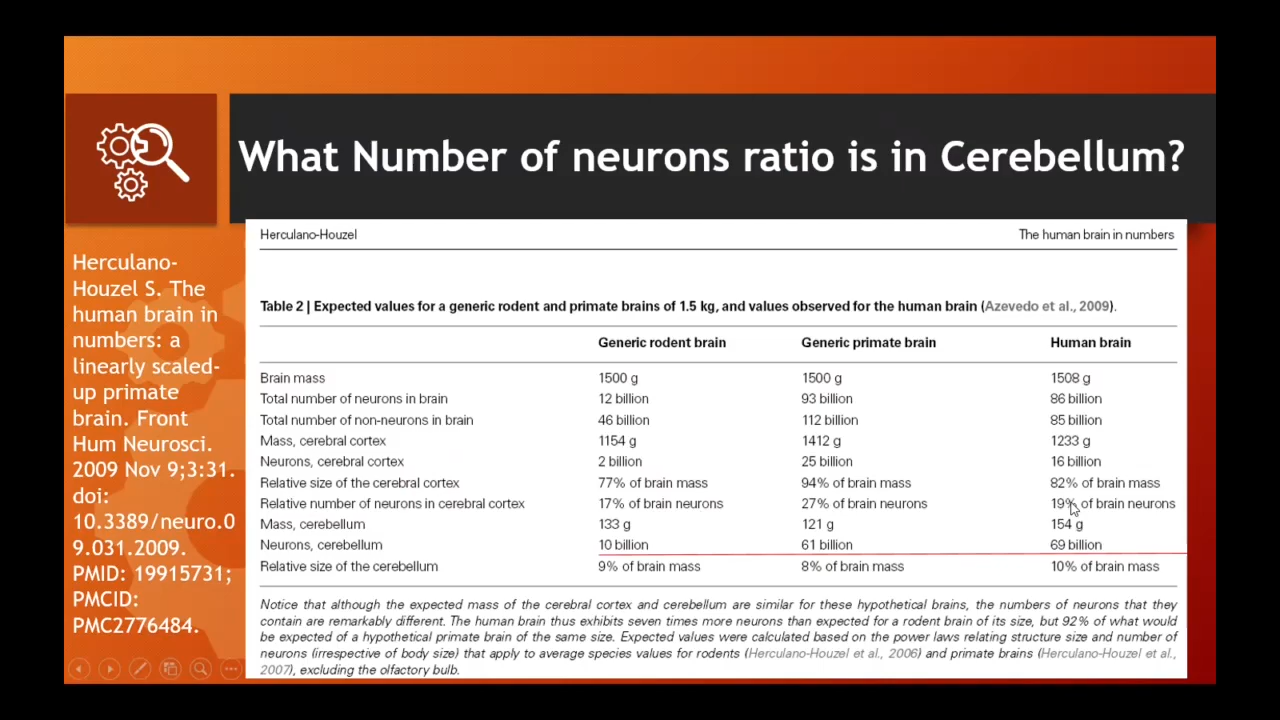 What Number of neurons ratio is in Cerebellum?
Herculano-
Houzel S. The
human brain in
numbers: a
linearly scaled-
up primate
brain. Front
Hum Neurosci.
2009 Nov 9;3:31.
doi:
10.3389/neuro.0
9.031.2009.
PMID: 19915731;
PMCID:
PMC2776484.
Herculano-Houzel The human brain in numbers
Table 2 | Expected values for a generic rodent and primate brains of 1.5 kg, and values observed for the human brain (Azevedo et al., 2009).
Generic rodent brain Generic primate brain Human brain
Brain mass 1500 g 1500 g 1508 g
Total number of neurons in brain 12 billion 93 billion 86 billion
Total number of non-neurons in brain 46 billion 112 billion 85 billion
Mass, cerebral cortex 1154 g 1412 g 1233 g
Neurons, cerebral cortex 2 billion 25 billion 16 billion
Relative size of the cerebral cortex 77% of brain mass 94% of brain mass 82% of brain mass
Relative number of neurons in cerebral cortex 17% of brain neurons 27% of brain neurons 19% of brain neurons
Mass, cerebellum 133 g 121 g 154 g
Neurons, cerebellum 10 billion 61 billion 69 billion
Relative size of the cerebellum 9% of brain mass 8% of brain mass 10% of brain mass
Notice that although the expected mass of the cerebral cortex and cerebellum are similar for these hypothetical brains, the numbers of neurons that they
contain are remarkably different. The human brain thus exhibits seven times more neurons than expected for a rodent brain of its size, but 92% of what would
be expected of a hypothetical primate brain of the same size. Expected values were calculated based on the power laws relating structure size and number of
neurons (irrespective of body size) that apply to average species values for rodents (Herculano-Houzel et al., 2006) and primate brains (Herculano-Houzel et al.,
2007), excluding the olfactory bulb.